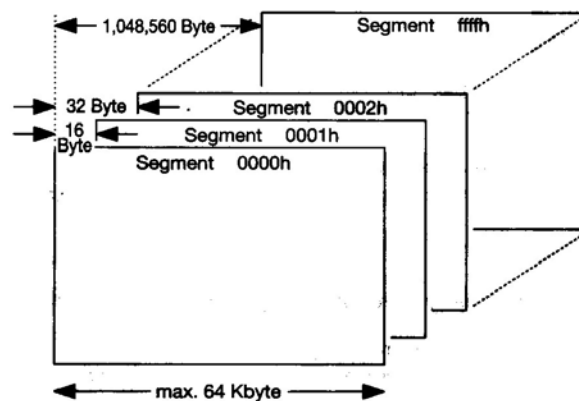 1,048,560 Byte
Segment ffffh
32 Byte
Segment 0002h
16
Byte
Segment 0001h
Segment 0000h
max. 64 Kbyte